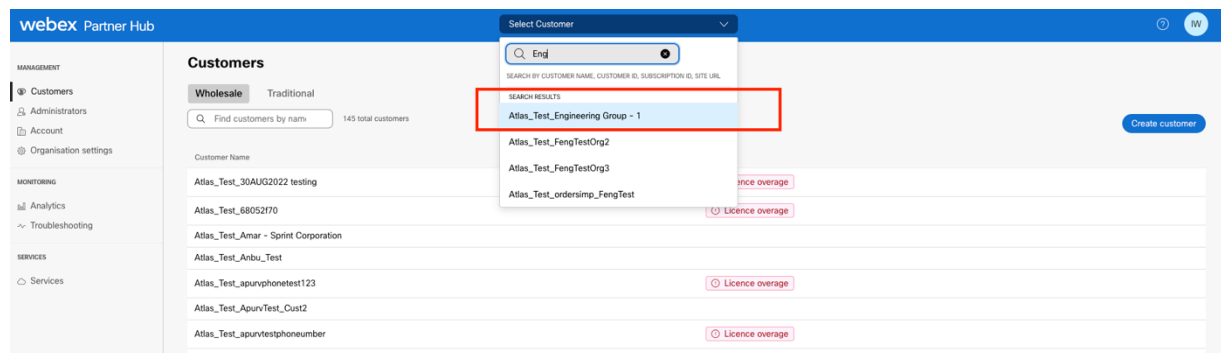 webex Partner Hub
Select Customer
IW
MANAGEMENT
Customers
Administrators
Account
Organisation settings
MONITORING
Analytics
Troubleshooting
SERVICES
Services
Customers
Wholesale Traditional
Find customers by nam 145 total customers
Create customer
Eng
SEARCH BY CUSTOMER NAME, CUSTOMER ID, SUBSCRIPTION ID, SITE URL
SEARCH RESULTS
Atlas_Test_Engineering Group - 1
Atlas_Test_FengTestOrg2
Atlas_Test_FengTestOrg3
Atlas_Test_ordersimp_FengTest
Customer Name
Atlas_Test_30AUG2022 testing ence overage
Atlas_Test_68052f70 Licence overage
Atlas_Test_Amar - Sprint Corporation
Atlas_Test_Anbu_Test
Atlas_Test_apurvphonetest123 Licence overage
Atlas_Test_ApurvTest_Cust2
Atlas_Test_apurvtestphoneumber Licence overage